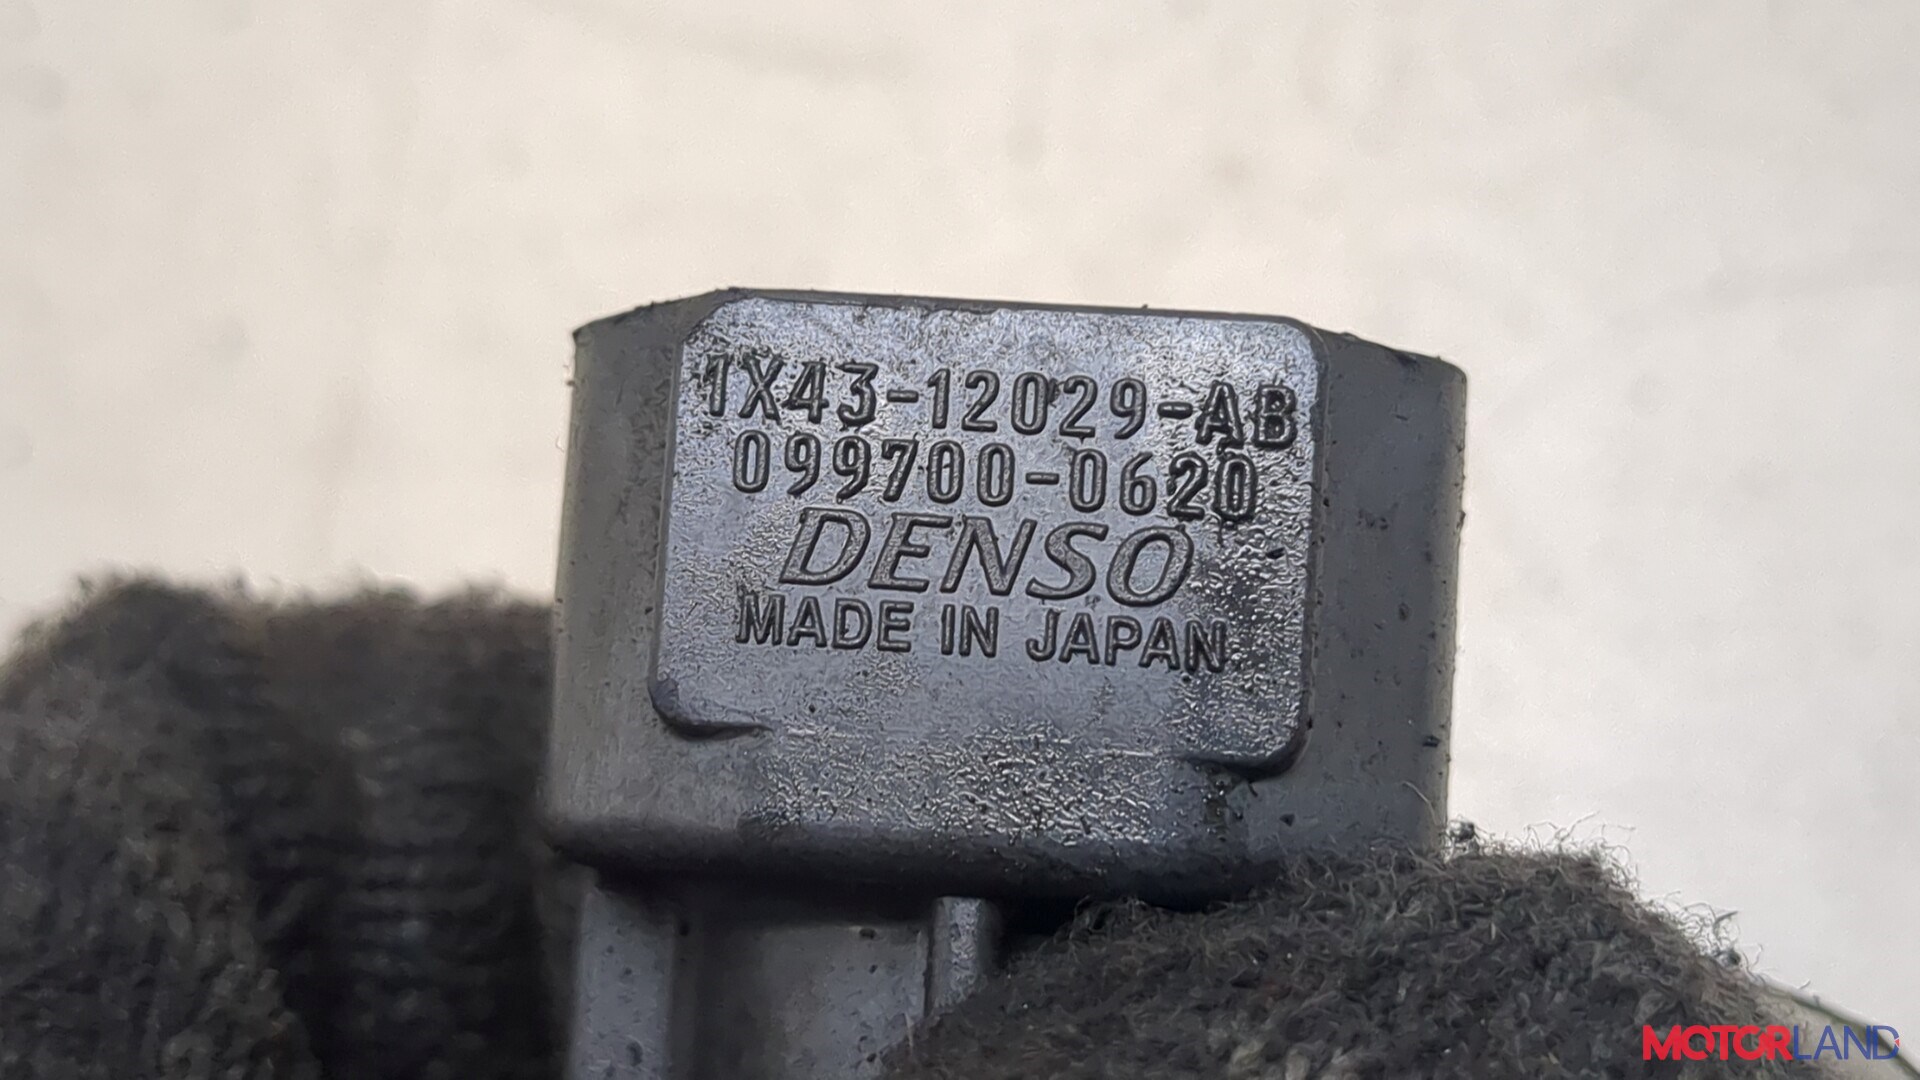 1X43-12029-AB
099700-0620
DENSO
MADE IN JAPAN
MOTORLAND